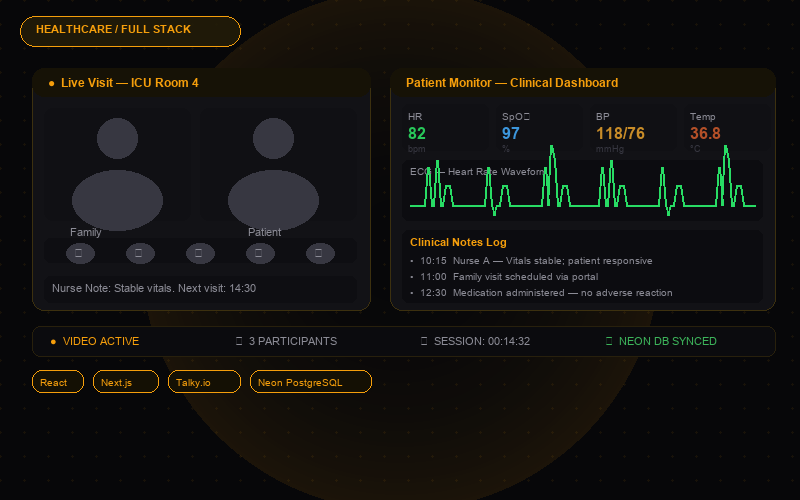 HEALTHCARE / FULL STACK
● Live Visit — ICU Room 4
Family
Patient
Nurse Note: Stable vitals. Next visit: 14:30
Patient Monitor — Clinical Dashboard
HR
SpO□
BP
Temp
82
97
118/76
36.8
bpm
%
mmHg
°C
ECG — Heart Rate Waveform
Clinical Notes Log
• 10:15 Nurse A — Vitals stable; patient responsive
• 11:00 Family visit scheduled via portal
• 12:30 Medication administered — no adverse reaction
● VIDEO ACTIVE
□ 3 PARTICIPANTS
□ SESSION: 00:14:32
□ NEON DB SYNCED
React
Next.js
Talky.io
Neon PostgreSQL